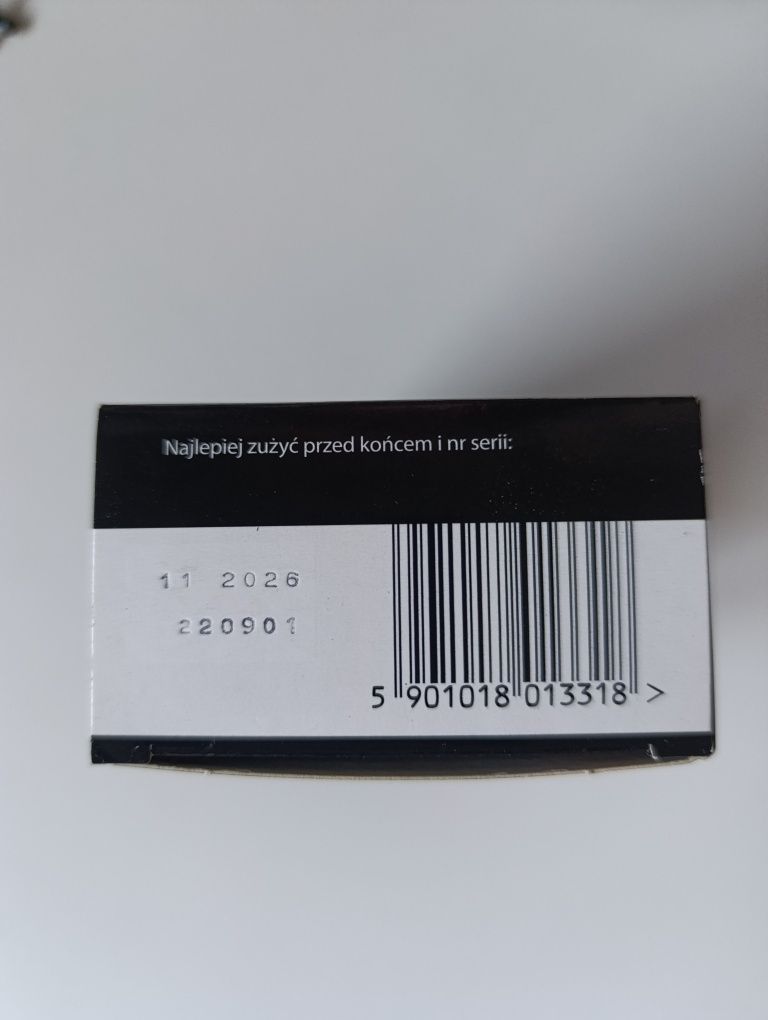 Najlepiej zużyć przed końcem i nr serii:
11 2026
220901
5 901018 013318 >